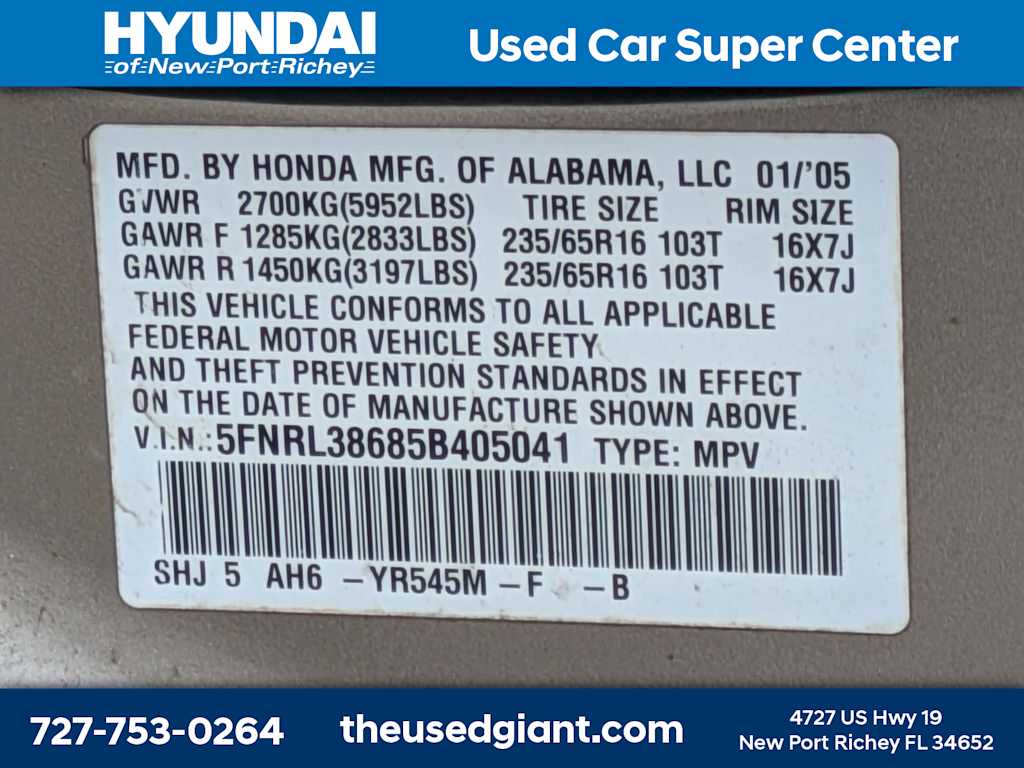 HYUNDAI
of New Port Richey
Used Car Super Center
MFD. BY HONDA MFG. OF ALABAMA, LLC 01/'05
GVWR 2700KG(5952LBS) TIRE SIZE RIM SIZE
GAWR F 1285KG(2833LBS) 235/65R16 103T 16X7J
GAWR R 1450KG(3197LBS) 235/65R16 103T 16X7J
THIS VEHICLE CONFORMS TO ALL APPLICABLE
FEDERAL MOTOR VEHICLE SAFETY
AND THEFT PREVENTION STANDARDS IN EFFECT
ON THE DATE OF MANUFACTURE SHOWN ABOVE.
V.I.N.: 5FNRL38685B405041 TYPE: MPV
SHJ 5 AH6 -YR545M -F -B
727-753-0264
theusedgiant.com
4727 US Hwy 19
New Port Richey FL 34652